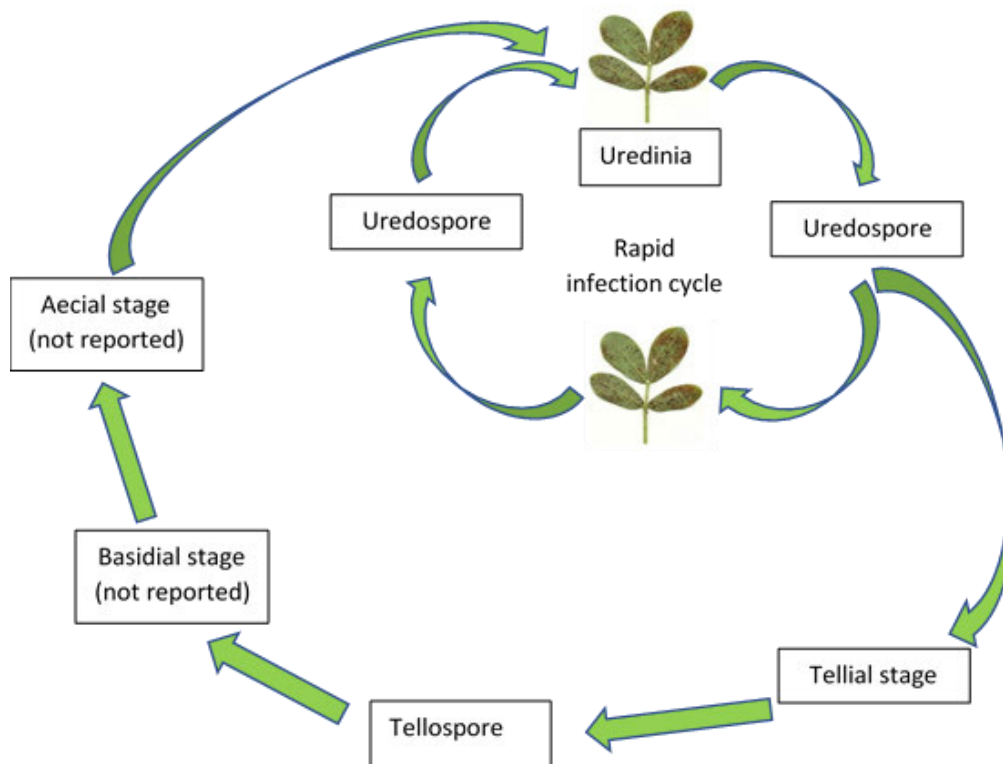 Uredinia
Uredospore
Uredospore
Rapid
infection cycle
Aecial stage
(not reported)
Basidial stage
(not reported)
Tellial stage
Tellospore